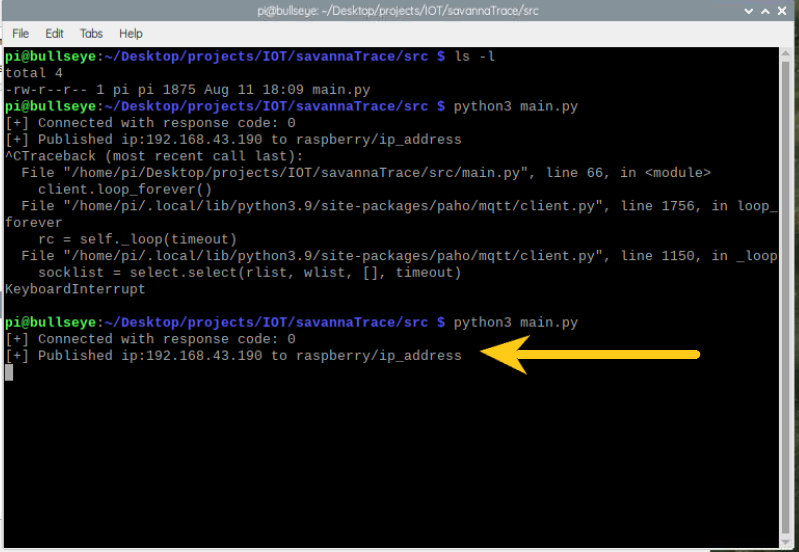 pi@bullseye: ~/Desktop/projects/IOT/savannaTrace/src
File Edit Tabs Help
pi@bullseye:~/Desktop/projects/IOT/savannaTrace/src $ ls -l
total 4
-rw-r--r-- 1 pi pi 1875 Aug 11 18:09 main.py
pi@bullseye:~/Desktop/projects/IOT/savannaTrace/src $ python3 main.py
[+] Connected with response code: 0
[+] Published ip:192.168.43.190 to raspberry/ip_address
^CTraceback (most recent call last):
  File "/home/pi/Desktop/projects/IOT/savannaTrace/src/main.py", line 66, in <module>
    client.loop_forever()
  File "/home/pi/.local/lib/python3.9/site-packages/paho/mqtt/client.py", line 1756, in loop_
forever
    rc = self._loop(timeout)
  File "/home/pi/.local/lib/python3.9/site-packages/paho/mqtt/client.py", line 1150, in _loop
    socklist = select.select(rlist, wlist, [], timeout)
KeyboardInterrupt
pi@bullseye:~/Desktop/projects/IOT/savannaTrace/src $ python3 main.py
[+] Connected with response code: 0
[+] Published ip:192.168.43.190 to raspberry/ip_address